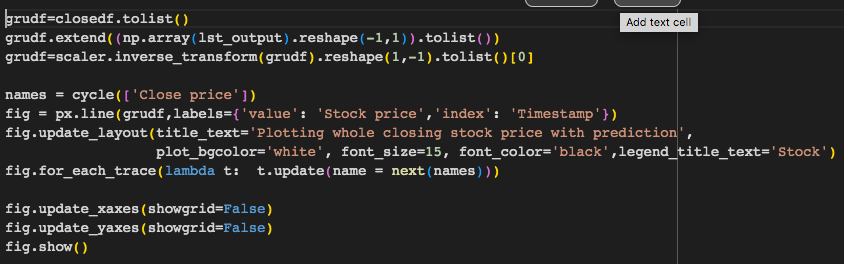 Add text cell
grudf=closedf.tolist()
grudf.extend((np.array(lst_output).reshape(-1,1)).tolist())
grudf=scaler.inverse_transform(grudf).reshape(1,-1).tolist()[0]
names = cycle(['Close price'])
fig = px.line(grudf,labels={'value': 'Stock price','index': 'Timestamp'})
fig.update_layout(title_text='Plotting whole closing stock price with prediction',
plot_bgcolor='white', font_size=15, font_color='black',legend_title_text='Stock')
fig.for_each_trace(lambda t:  t.update(name = next(names)))
fig.update_xaxes(showgrid=False)
fig.update_yaxes(showgrid=False)
fig.show()